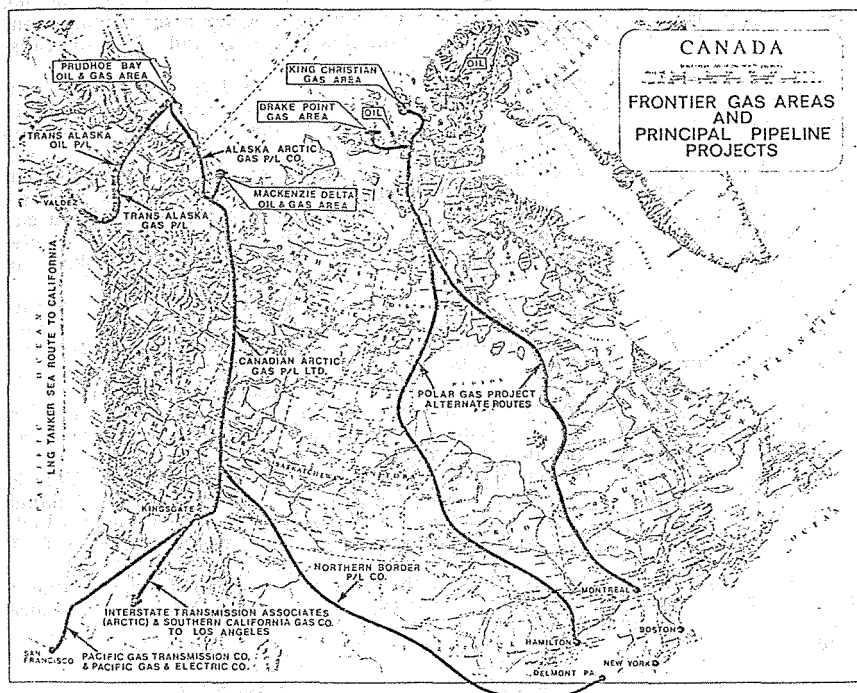 CANADA
FRONTIER GAS AREAS
AND
PRINCIPAL PIPELINE
PROJECTS
PRUDHOE BAY
OIL & GAS AREA
KING CHRISTIAN
GAS AREA
OIL
GREENLAND
DRAKE POINT
GAS AREA
OIL
TRANS ALASKA
OIL P/L
ALASKA ARCTIC
GAS P/L CO.
MACKENZIE DELTA
OIL & GAS AREA
VALDEZ
TRANS ALASKA
GAS P/L
LNG TANKER SEA ROUTE TO CALIFORNIA
PACIFIC OCEAN
CANADIAN ARCTIC
GAS P/L LTD.
POLAR GAS PROJECT
ALTERNATE ROUTES
ATLANTIC
OCEAN
SASKATCHEWAN
KINGSGATE
NORTHERN BORDER
P/L CO.
INTERSTATE TRANSMISSION ASSOCIATES
(ARCTIC) & SOUTHERN CALIFORNIA GAS CO.
TO LOS ANGELES
MONTREAL
BOSTON
HAMILTON
NEW YORK
DELMONT PA
SAN
FRANCISCO
PACIFIC GAS TRANSMISSION CO.
& PACIFIC GAS & ELECTRIC CO.